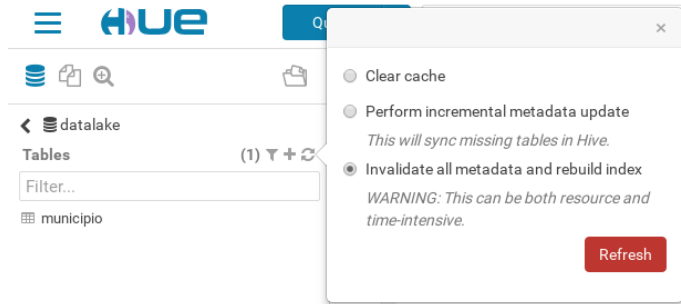 HUE
Qu
×
Clear cache
Perform incremental metadata update
This will sync missing tables in Hive.
Invalidate all metadata and rebuild index
WARNING: This can be both resource and
time-intensive.
Refresh
datalake
Tables (1)
Filter...
municipio